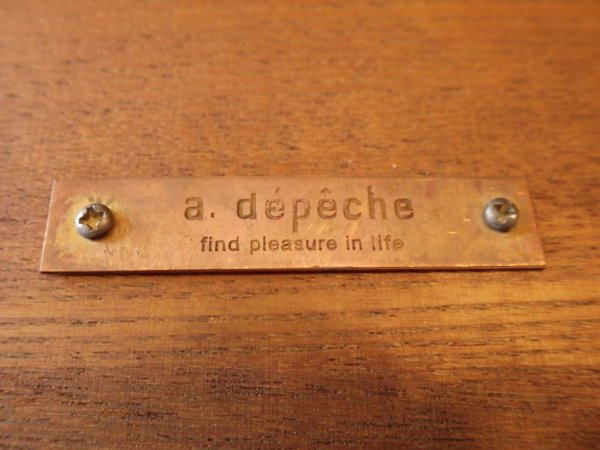 a. dépêche
find pleasure in life